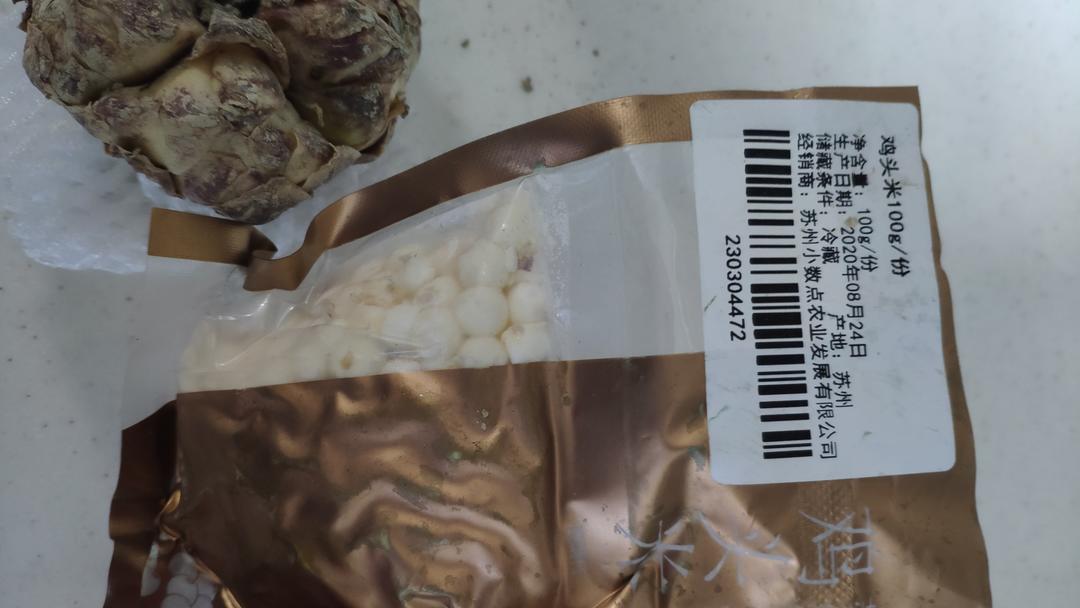 鸡头米100g/份
净含量：100g/份
生产日期：2020年08月24日
储藏条件：冷藏 产地：苏州
经销商：苏州小数点农业发展有限公司
230304472
鸡头米